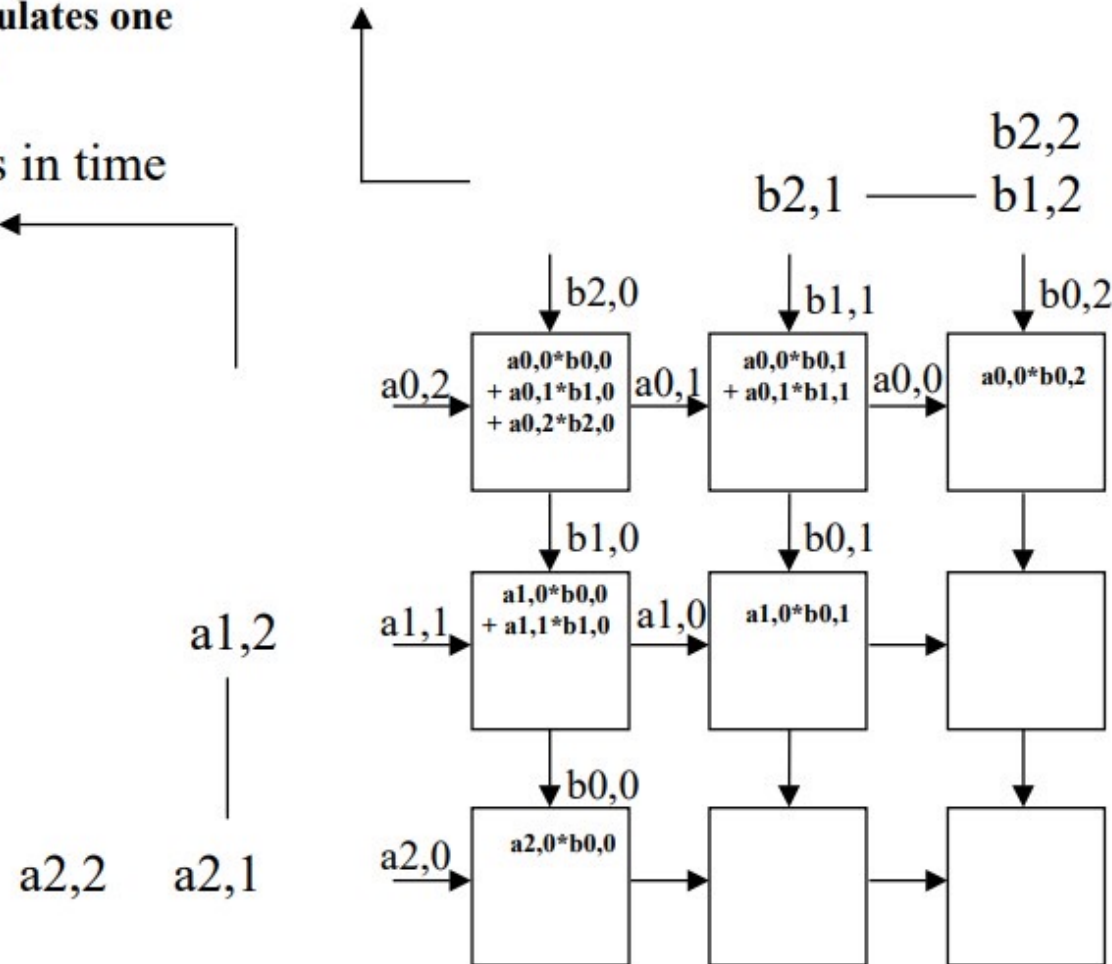 ulates one
s in time
b2,2
b2,1 b1,2
b2,0 b1,1 b0,2
a0,2
a0,0*b0,0
+ a0,1*b1,0
+ a0,2*b2,0
a0,1
a0,0*b0,1
+ a0,1*b1,1
a0,0
a0,0*b0,2
b1,0 b0,1
a1,2
a1,1
a1,0*b0,0
+ a1,1*b1,0
a1,0
a1,0*b0,1
b0,0
a2,2 a2,1
a2,0
a2,0*b0,0